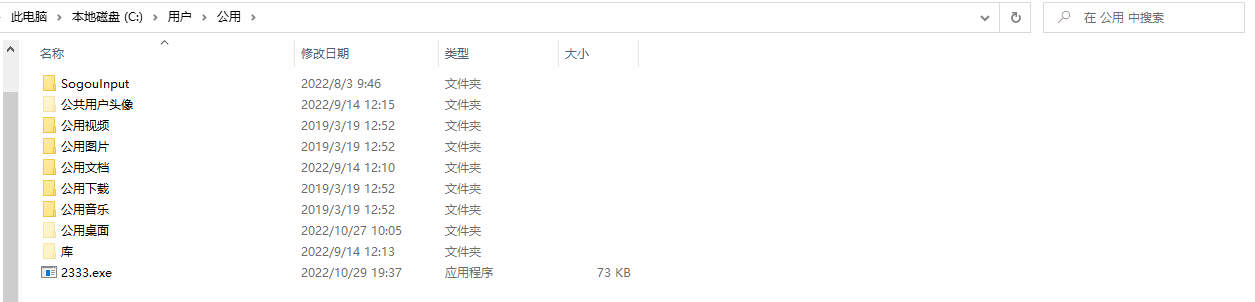 此电脑 > 本地磁盘 (C:) > 用户 > 公用 > 在 公用 中搜索
名称 修改日期 类型 大小
SogouInput 2022/8/3 9:46 文件夹
公共用户头像 2022/9/14 12:15 文件夹
公用视频 2019/3/19 12:52 文件夹
公用图片 2019/3/19 12:52 文件夹
公用文档 2022/9/14 12:10 文件夹
公用下载 2019/3/19 12:52 文件夹
公用音乐 2019/3/19 12:52 文件夹
公用桌面 2022/10/27 10:05 文件夹
库 2022/9/14 12:13 文件夹
2333.exe 2022/10/29 19:37 应用程序 73 KB